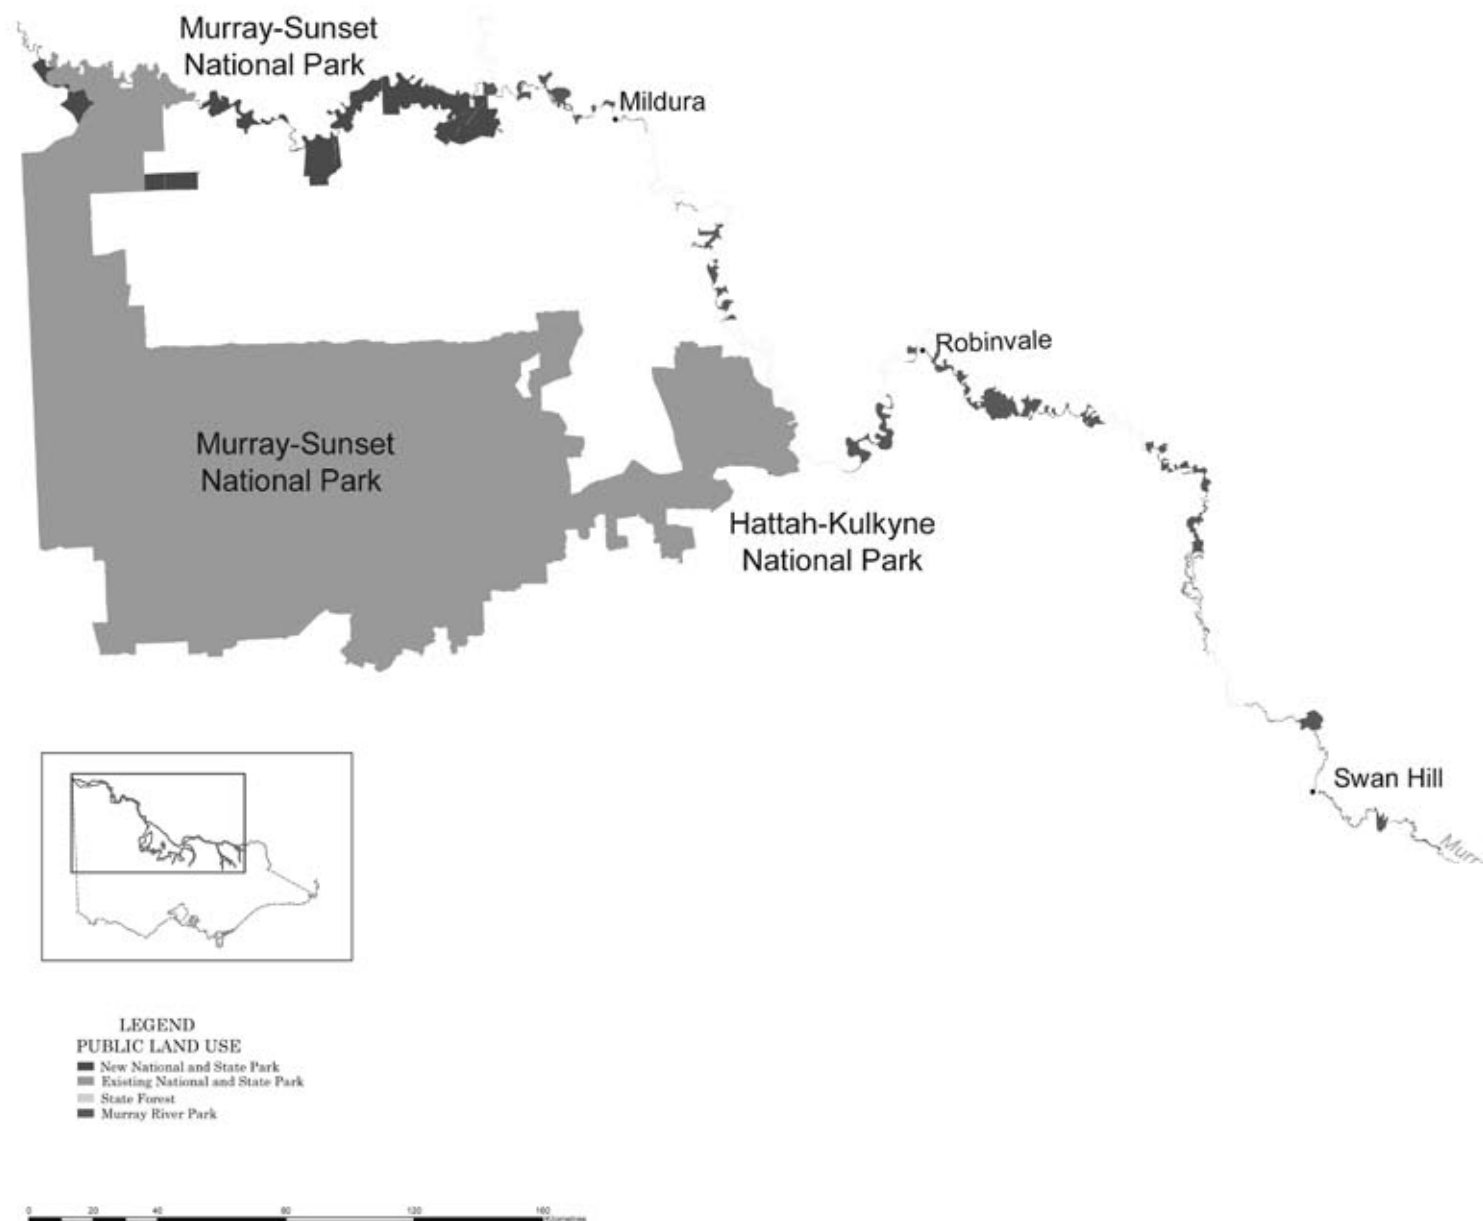 Murray-Sunset
National Park
Mildura
Robinvale
Murray-Sunset
National Park
Hattah-Kulkyne
National Park
Swan Hill
Murr
LEGEND
PUBLIC LAND USE
New National and State Park
Existing National and State Park
State Forest
Murray River Park
0 20 40 80 120 160
Kilometres